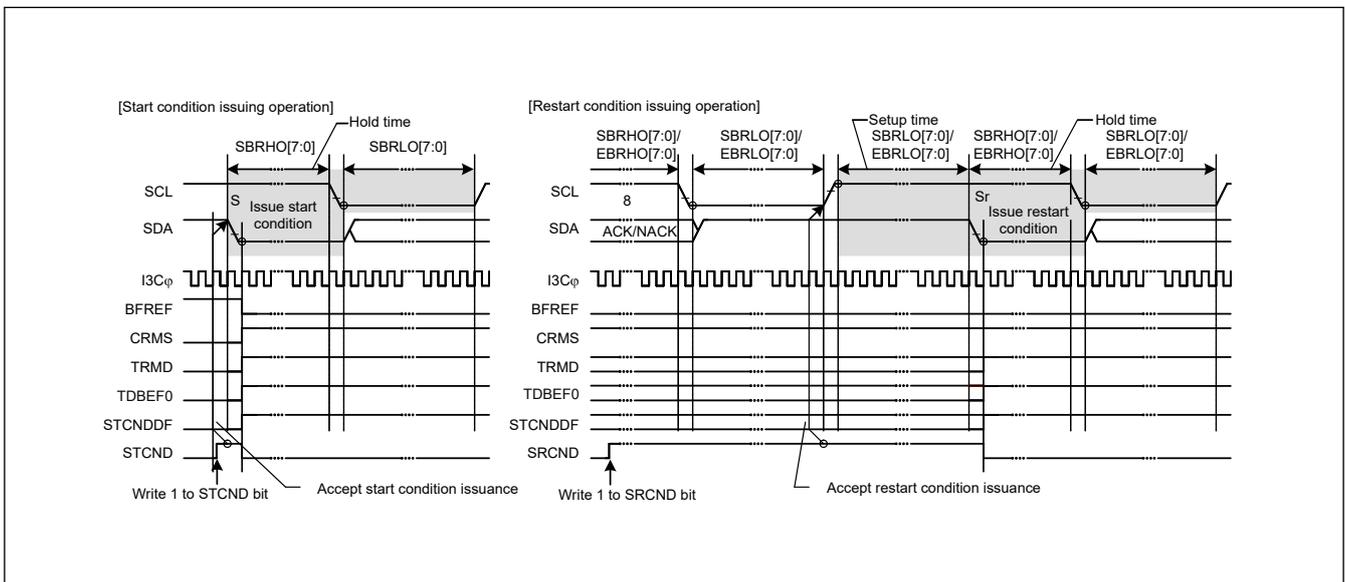 [Start condition issuing operation]
Hold time
SBRHO[7:0]
SBRLO[7:0]
SCL
S
Issue start
condition
SDA
I3Cφ
BFREF
CRMS
TRMD
TDBEF0
STCNDDF
STCND
Write 1 to STCND bit
Accept start condition issuance
[Restart condition issuing operation]
Setup time
Hold time
SBRHO[7:0]/
EBRHO[7:0]
SBRLO[7:0]/
EBRLO[7:0]
SBRLO[7:0]/
EBRLO[7:0]
SBRHO[7:0]/
EBRHO[7:0]
SBRLO[7:0]/
EBRLO[7:0]
SCL
8
Sr
Issue restart
condition
SDA
ACK/NACK
I3Cφ
BFREF
CRMS
TRMD
TDBEF0
STCNDDF
SRCND
Write 1 to SRCND bit
Accept restart condition issuance